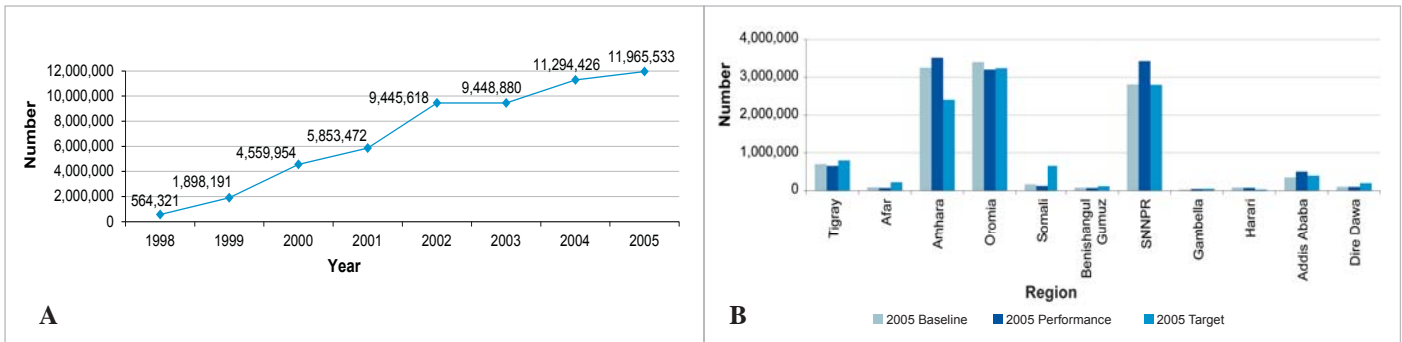 12,000,000
10,000,000
8,000,000
6,000,000
4,000,000
2,000,000
0
Number
564,321
1,898,191
4,559,954
5,853,472
9,445,618
9,448,880
11,294,426
11,965,533
1998 1999 2000 2001 2002 2003 2004 2005
Year
A
4,000,000
3,000,000
2,000,000
1,000,000
0
Number
Tigray
Afar
Amhara
Oromia
Somali
Benishangul
Gumuz
SNNPR
Gambella
Harari
Addis Ababa
Dire Dawa
Region
2005 Baseline 2005 Performance 2005 Target
B